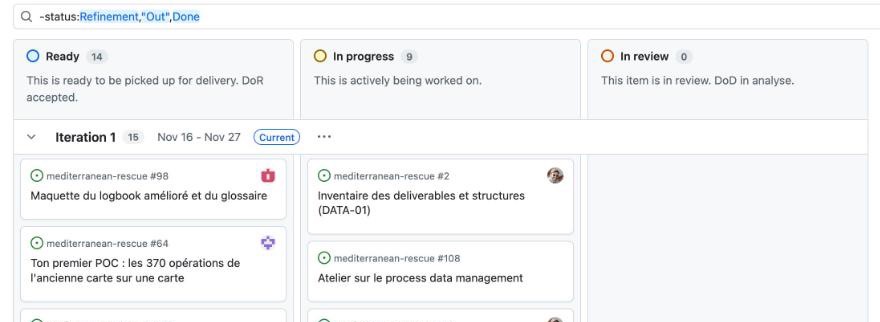 -status:Refinement,"Out",Done
Ready 14
This is ready to be picked up for delivery. DoR
accepted.
In progress 9
This is actively being worked on.
In review 0
This item is in review. DoD in analyse.
Iteration 1 15 Nov 16 - Nov 27 Current ...
mediterranean-rescue #98
Maquette du logbook amélioré et du glossaire
mediterranean-rescue #64
Ton premier POC : les 370 opérations de
l'ancienne carte sur une carte
mediterranean-rescue #2
Inventaire des deliverables et structures
(DATA-01)
mediterranean-rescue #108
Atelier sur le process data management